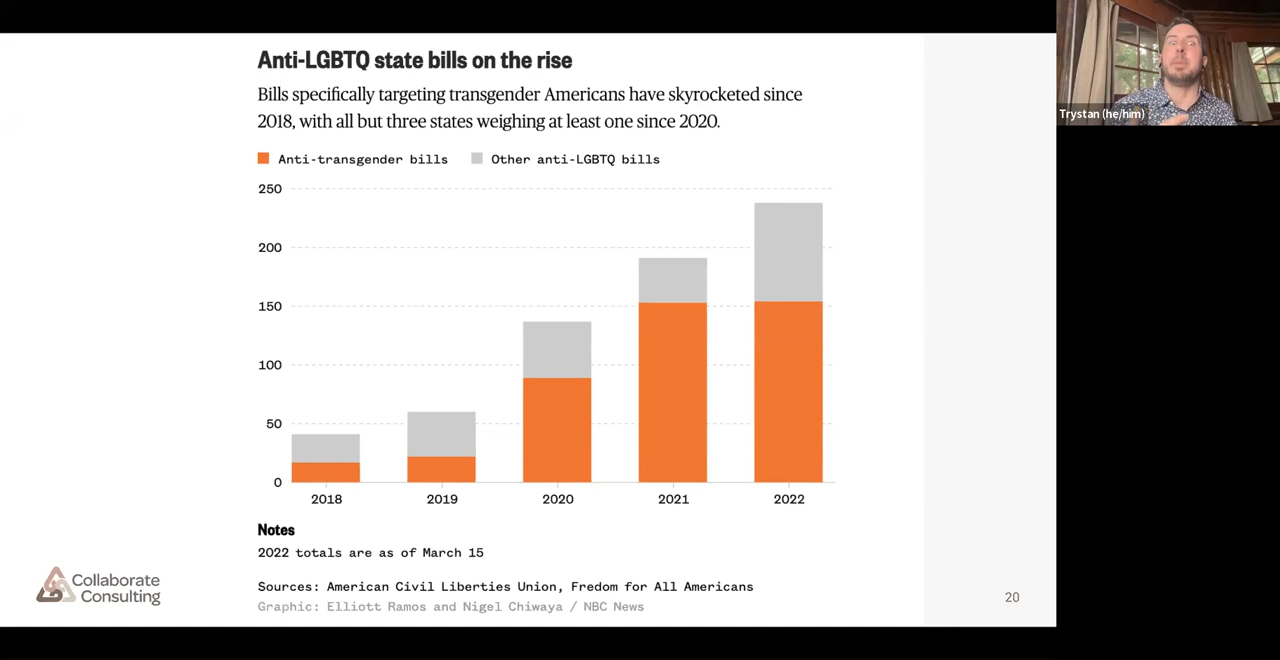 Anti-LGBTQ state bills on the rise
Bills specifically targeting transgender Americans have skyrocketed since
2018, with all but three states weighing at least one since 2020.
Anti-transgender bills Other anti-LGBTQ bills
250
200
150
100
50
0
2018 2019 2020 2021 2022
Notes
2022 totals are as of March 15
Sources: American Civil Liberties Union, Fredom for All Americans
Graphic: Elliott Ramos and Nigel Chiwaya / NBC News
Collaborate
Consulting
20
Trystan (he/him)